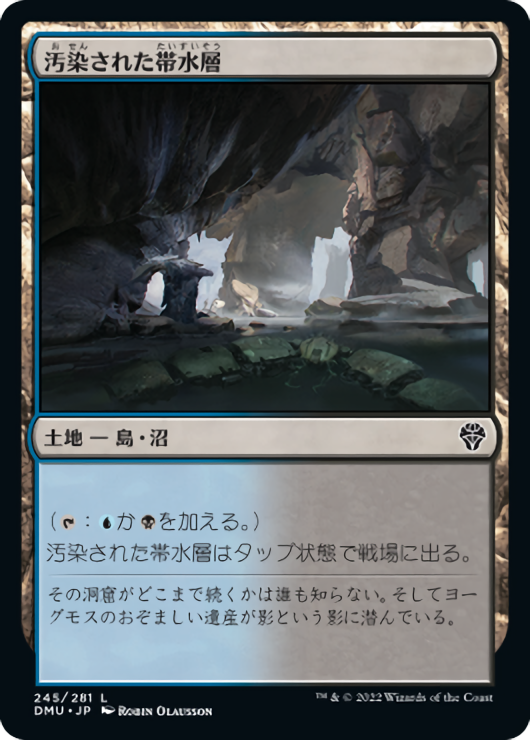 汚染された帯水層
土地 — 島・沼
(：か を加える。)
汚染された帯水層はタップ状態で戦場に出る。
その洞窟がどこまで続くかは誰も知らない。そしてヨー
グモスのおぞましい遺産が影という影に潜んでいる。
245/281 L
DMU・JP Robin Olausson
™ & © 2022 Wizards of the Coast